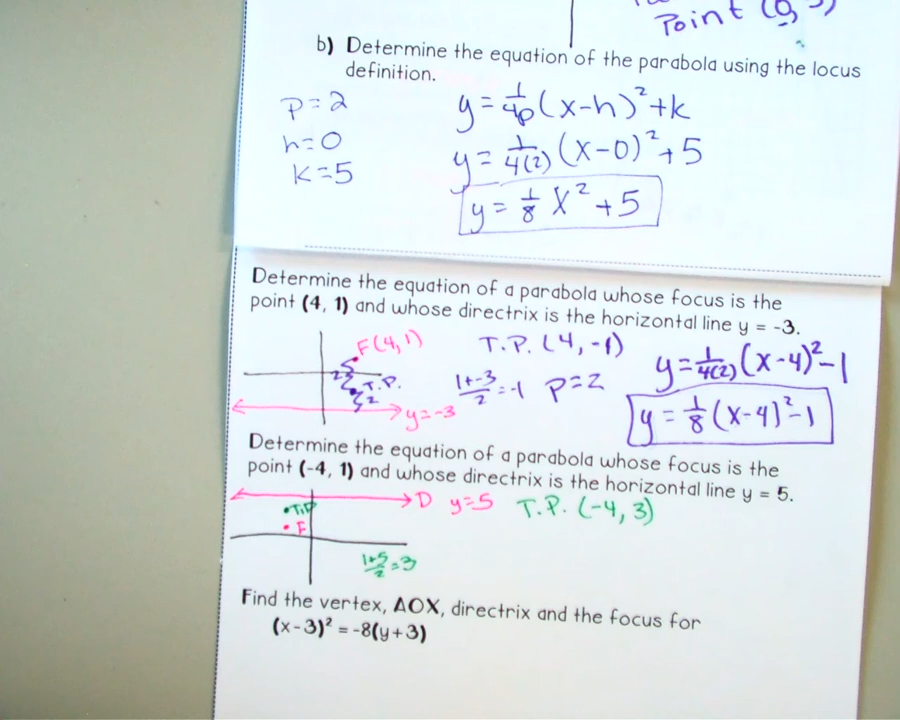 Point (0, 5)
b) Determine the equation of the parabola using the locus
definition.
p=2
h=0
k=5
y = 1/4p (x-h)² + k
y = 1/4(2) (x-0)² + 5
y = 1/8 x² + 5
Determine the equation of a parabola whose focus is the
point (4, 1) and whose directrix is the horizontal line y = -3.
F(4,1)
2
T.P.
2
y=-3
T.P. (4,-1)
1+-3/2 = -1
p=2
y = 1/4(2) (x-4)² - 1
y = 1/8 (x-4)² - 1
Determine the equation of a parabola whose focus is the
point (-4, 1) and whose directrix is the horizontal line y = 5.
D y=5
T.P. (-4, 3)
T.P
F
1+5/2 = 3
Find the vertex, AOX, directrix and the focus for
(x-3)² = -8(y+3)